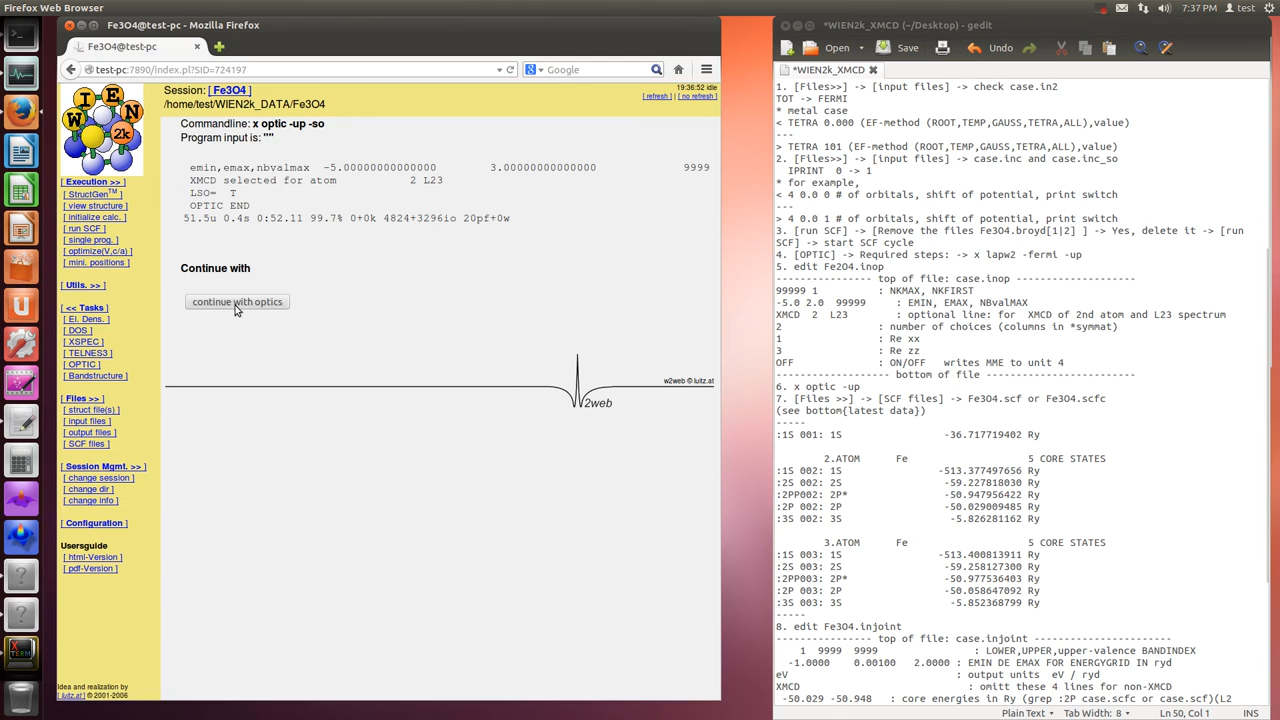 Firefox Web Browser
7:37 PM
test
Fe3O4@test-pc - Mozilla Firefox
Fe3O4@test-pc
test-pc:7890/index.pl?SID=724197
Google
W I E N 2k
Session: [ Fe3O4 ]
/home/test/WIEN2k_DATA/Fe3O4
19:36:52 idle
[ refresh ] [ no refresh ]
Commandline: x optic -up -so
Program input is: ""
emin,emax,nbvalmax -5.00000000000000 3.00000000000000 9999
XMCD selected for atom 2 L23
LSO= T
OPTIC END
51.5u 0.4s 0:52.11 99.7% 0+0k 4824+3296io 20pf+0w
Continue with
continue with optics
w2web © luitz.at
2web
[ Execution >> ]
[ StructGen™ ]
[ view structure ]
[ initialize calc. ]
[ run SCF ]
[ single prog. ]
[ optimize(V,c/a) ]
[ mini. positions ]
[ Utils. >> ]
[ << Tasks ]
[ El. Dens. ]
[ DOS ]
[ XSPEC ]
[ TELNES3 ]
[ OPTIC ]
[ Bandstructure ]
[ Files >> ]
[ struct file(s) ]
[ input files ]
[ output files ]
[ SCF files ]
[ Session Mgmt. >> ]
[ change session ]
[ change dir ]
[ change info ]
[ Configuration ]
Usersguide
[ html-Version ]
[ pdf-Version ]
Idea and realization by
[ luitz.at ] © 2001-2006
*WIEN2k_XMCD (~/Desktop) - gedit
Open Save Undo
*WIEN2k_XMCD
1. [Files>>] -> [input files] -> check case.in2
TOT -> FERMI
* metal case
< TETRA 0.000 (EF-method (ROOT,TEMP,GAUSS,TETRA,ALL),value)
---
> TETRA 101 (EF-method (ROOT,TEMP,GAUSS,TETRA,ALL),value)
2. [Files>>] -> [input files] -> case.inc and case.inc_so
IPRINT 0 -> 1
* for example,
< 4 0.0 0 # of orbitals, shift of potential, print switch
---
> 4 0.0 1 # of orbitals, shift of potential, print switch
3. [run SCF] -> [Remove the files Fe3O4.broyd[1|2] ] -> Yes, delete it -> [run
SCF] -> start SCF cycle
4. [OPTIC] -> Required steps: -> x lapw2 -fermi -up
5. edit Fe2O4.inop
---------------- top of file: case.inop --------------------
99999 1 : NKMAX, NKFIRST
-5.0 2.0 99999 : EMIN, EMAX, NBvalMAX
XMCD 2 L23 : optional line: for XMCD of 2nd atom and L23 spectrum
2 : number of choices (columns in *symmat)
1 : Re xx
3 : Re zz
OFF : ON/OFF writes MME to unit 4
---------------- bottom of file --------------------
6. x optic -up
7. [Files >>] -> [SCF files] -> Fe3O4.scf or Fe3O4.scfc
(see bottom{latest data})
-----
:1S 001: 1S -36.717719402 Ry
2.ATOM Fe 5 CORE STATES
:1S 002: 1S -513.377497656 Ry
:2S 002: 2S -59.227818030 Ry
:2PP002: 2P* -50.947956422 Ry
:2P 002: 2P -50.029009485 Ry
:3S 002: 3S -5.826281162 Ry
3.ATOM Fe 5 CORE STATES
:1S 003: 1S -513.400813911 Ry
:2S 003: 2S -59.258127300 Ry
:2PP003: 2P* -50.977536403 Ry
:2P 003: 2P -50.058647092 Ry
:3S 003: 3S -5.852368799 Ry
-----
8. edit Fe3O4.injoint
---------------- top of file: case.injoint -----------------------
1 9999 9999 : LOWER,UPPER,upper-valence BANDINDEX
-1.0000 0.00100 2.0000 : EMIN DE EMAX FOR ENERGYGRID IN ryd
eV : output units eV / ryd
XMCD : omitt these 4 lines for non-XMCD
-50.029 -50.948 : core energies in Ry (grep :2P case.scfc or case.scf)(L2
Plain Text Tab Width: 8 Ln 50, Col 1 INS
X TERM